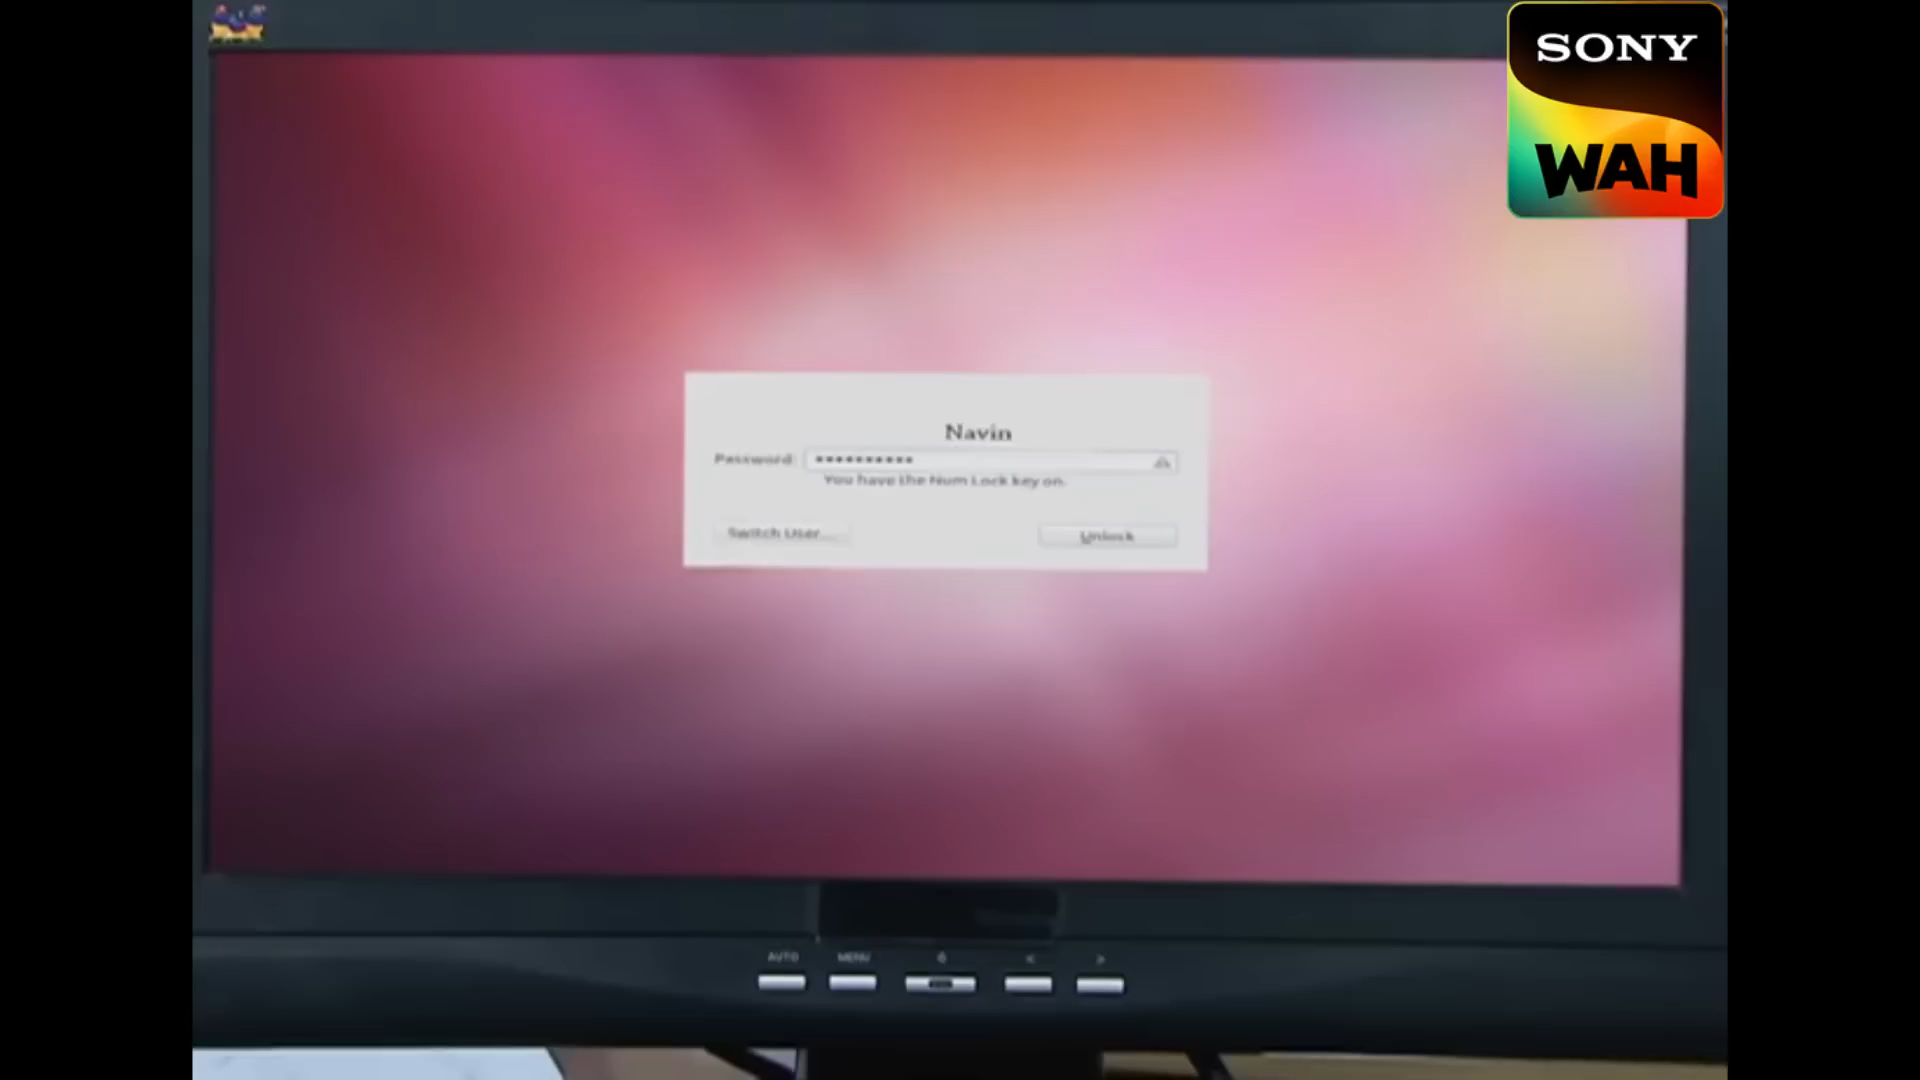 SONY
WAH
Navin
Password: ••••••••••
You have the Num Lock key on.
Switch User...
Unlock
AUTO MENU < >